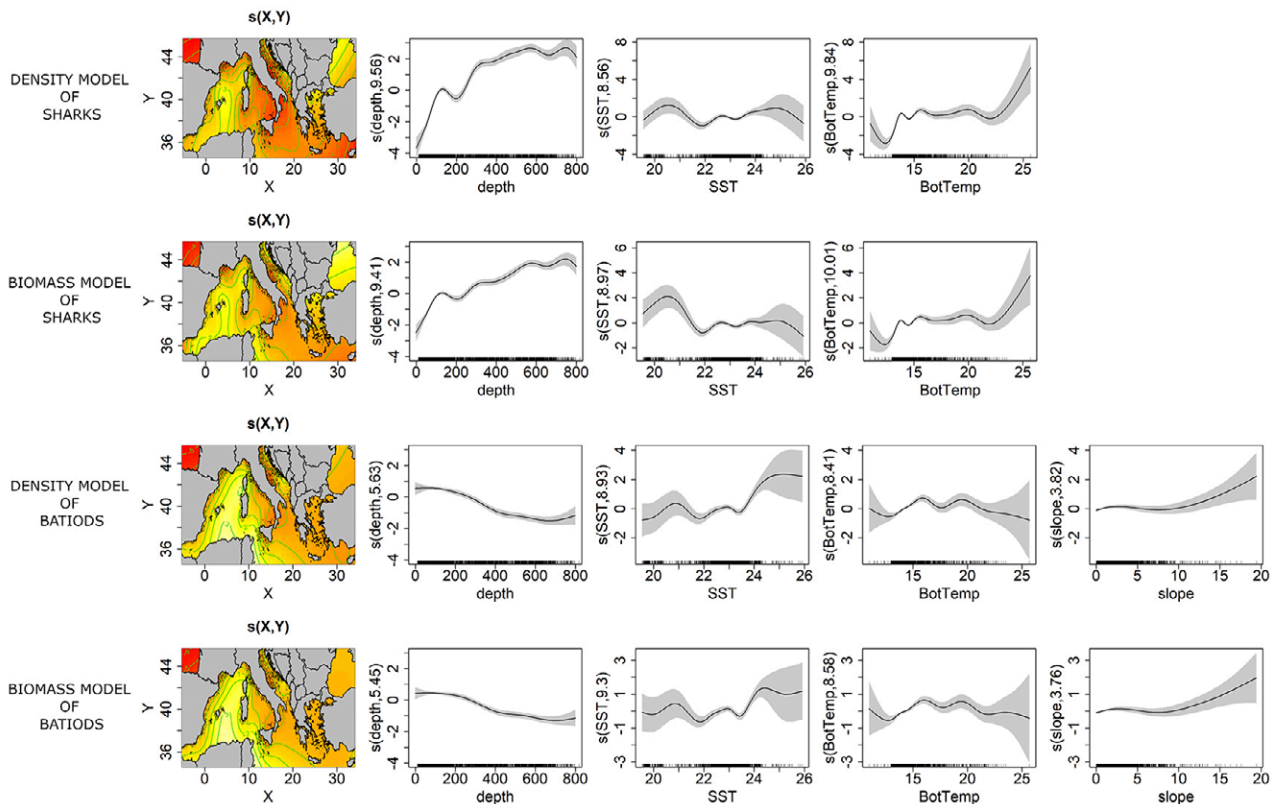 s(X,Y)
DENSITY MODEL
OF
SHARKS
Y
36 40 44
0 10 20 30
X
s(depth,9.56)
-4 -2 0 2
0 200 400 600 800
depth
s(SST,8.56)
-4 0 4 8
20 22 24 26
SST
s(BotTemp,9.84)
-4 0 4 8
15 20 25
BotTemp
s(X,Y)
BIOMASS MODEL
OF
SHARKS
Y
36 40 44
0 10 20 30
X
s(depth,9.41)
-4 -2 0 2
0 200 400 600 800
depth
s(SST,8.97)
-2 0 2 4 6
20 22 24 26
SST
s(BotTemp,10.01)
-2 0 2 4 6
15 20 25
BotTemp
s(X,Y)
DENSITY MODEL
OF
BATIODS
Y
36 40 44
0 10 20 30
X
s(depth,5.63)
-4 -2 0 2
0 200 400 600 800
depth
s(SST,8.93)
-2 0 2 4
20 22 24 26
SST
s(BotTemp,8.41)
-2 0 2 4
15 20 25
BotTemp
s(slope,3.82)
-2 0 2 4
0 5 10 15 20
slope
s(X,Y)
BIOMASS MODEL
OF
BATIODS
Y
36 40 44
0 10 20 30
X
s(depth,5.45)
-4 -2 0 2
0 200 400 600 800
depth
s(SST,9.3)
-3 -1 1 3
20 22 24 26
SST
s(BotTemp,8.58)
-3 -1 1 3
15 20 25
BotTemp
s(slope,3.76)
-3 -1 1 3
0 5 10 15 20
slope